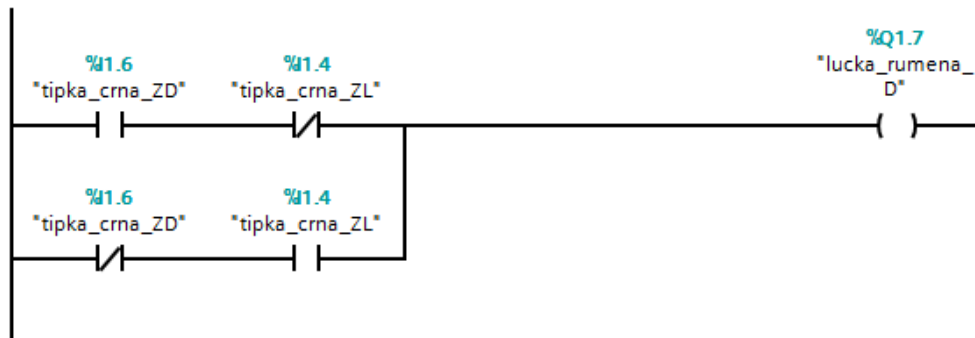 %Q1.7
"lucka_rumena_
D"
%I1.6
"tipka_crna_ZD"
%I1.4
"tipka_crna_ZL"
%I1.6
"tipka_crna_ZD"
%I1.4
"tipka_crna_ZL"